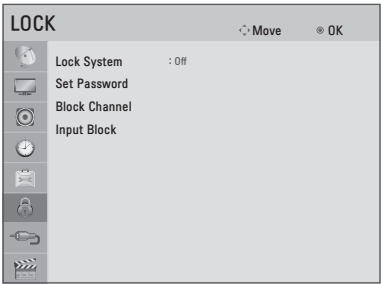 LOCK
Move
OK
Lock System : Off
Set Password
Block Channel
Input Block